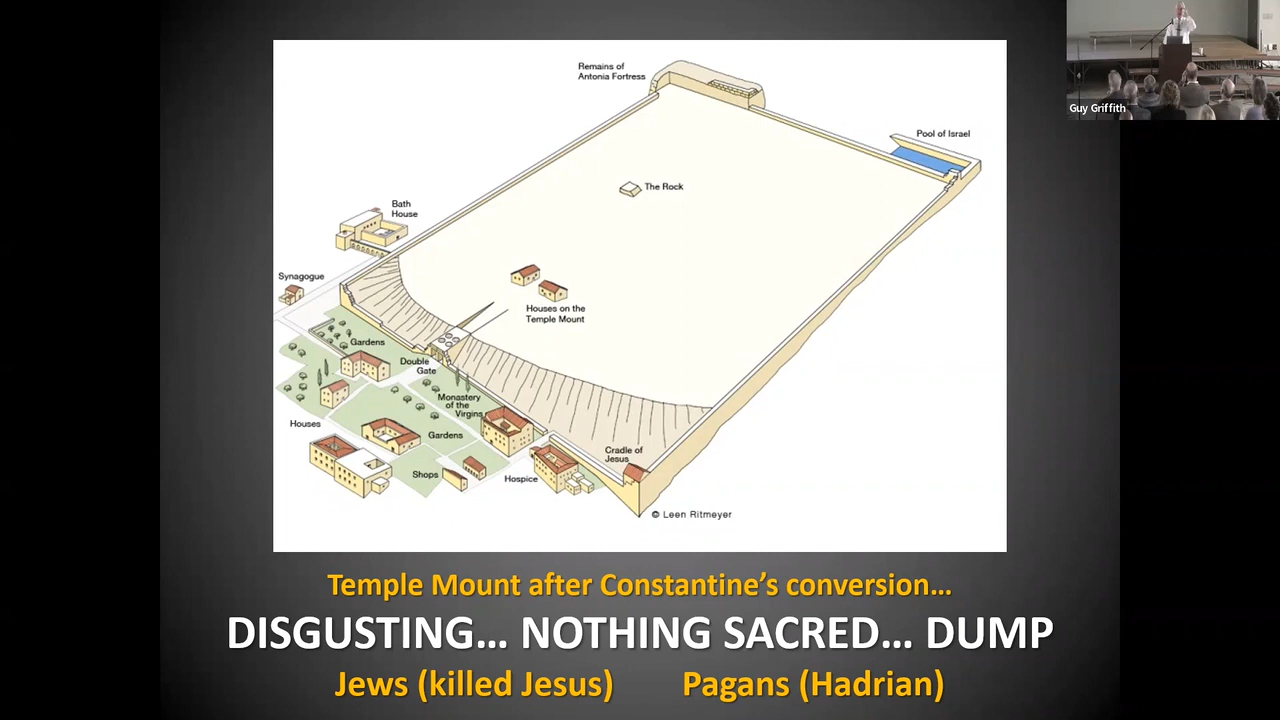 Guy Griffith
Remains of
Antonia Fortress
Pool of Israel
The Rock
Bath
House
Synagogue
Houses on the
Temple Mount
Gardens
Double
Gate
Monastery
of the
Virgins
Houses
Gardens
Cradle of
Jesus
Shops
Hospice
© Leen Ritmeyer
Temple Mount after Constantine’s conversion…
DISGUSTING… NOTHING SACRED… DUMP
Jews (killed Jesus) Pagans (Hadrian)